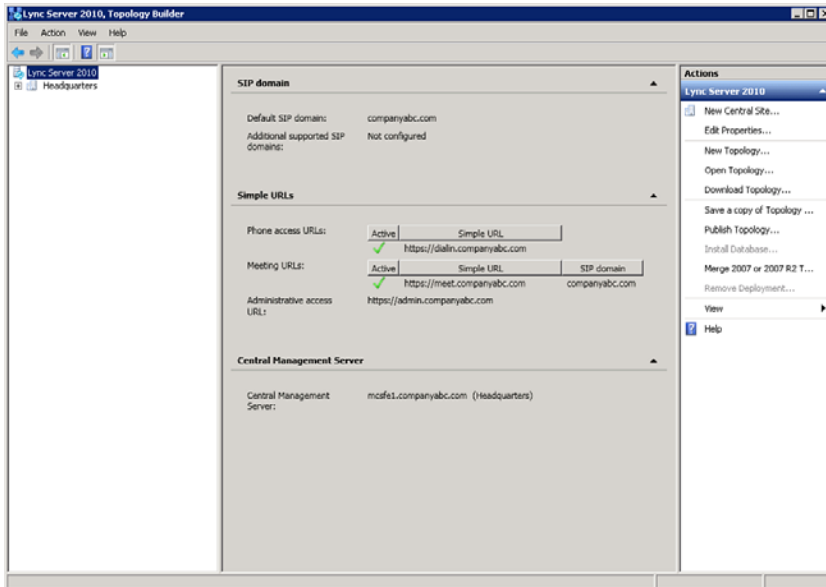 Lync Server 2010, Topology Builder
File Action View Help
Lync Server 2010
Headquarters
SIP domain
Default SIP domain: companyabc.com
Additional supported SIP domains: Not configured
Simple URLs
Phone access URLs: Active Simple URL
https://dialin.companyabc.com
Meeting URLs: Active Simple URL SIP domain
https://meet.companyabc.com companyabc.com
Administrative access URL: https://admin.companyabc.com
Central Management Server
Central Management Server: mcsfe1.companyabc.com (Headquarters)
Actions
Lync Server 2010
New Central Site...
Edit Properties...
New Topology...
Open Topology...
Download Topology...
Save a copy of Topology ...
Publish Topology...
Install Database...
Merge 2007 or 2007 R2 T...
Remove Deployment...
View
Help